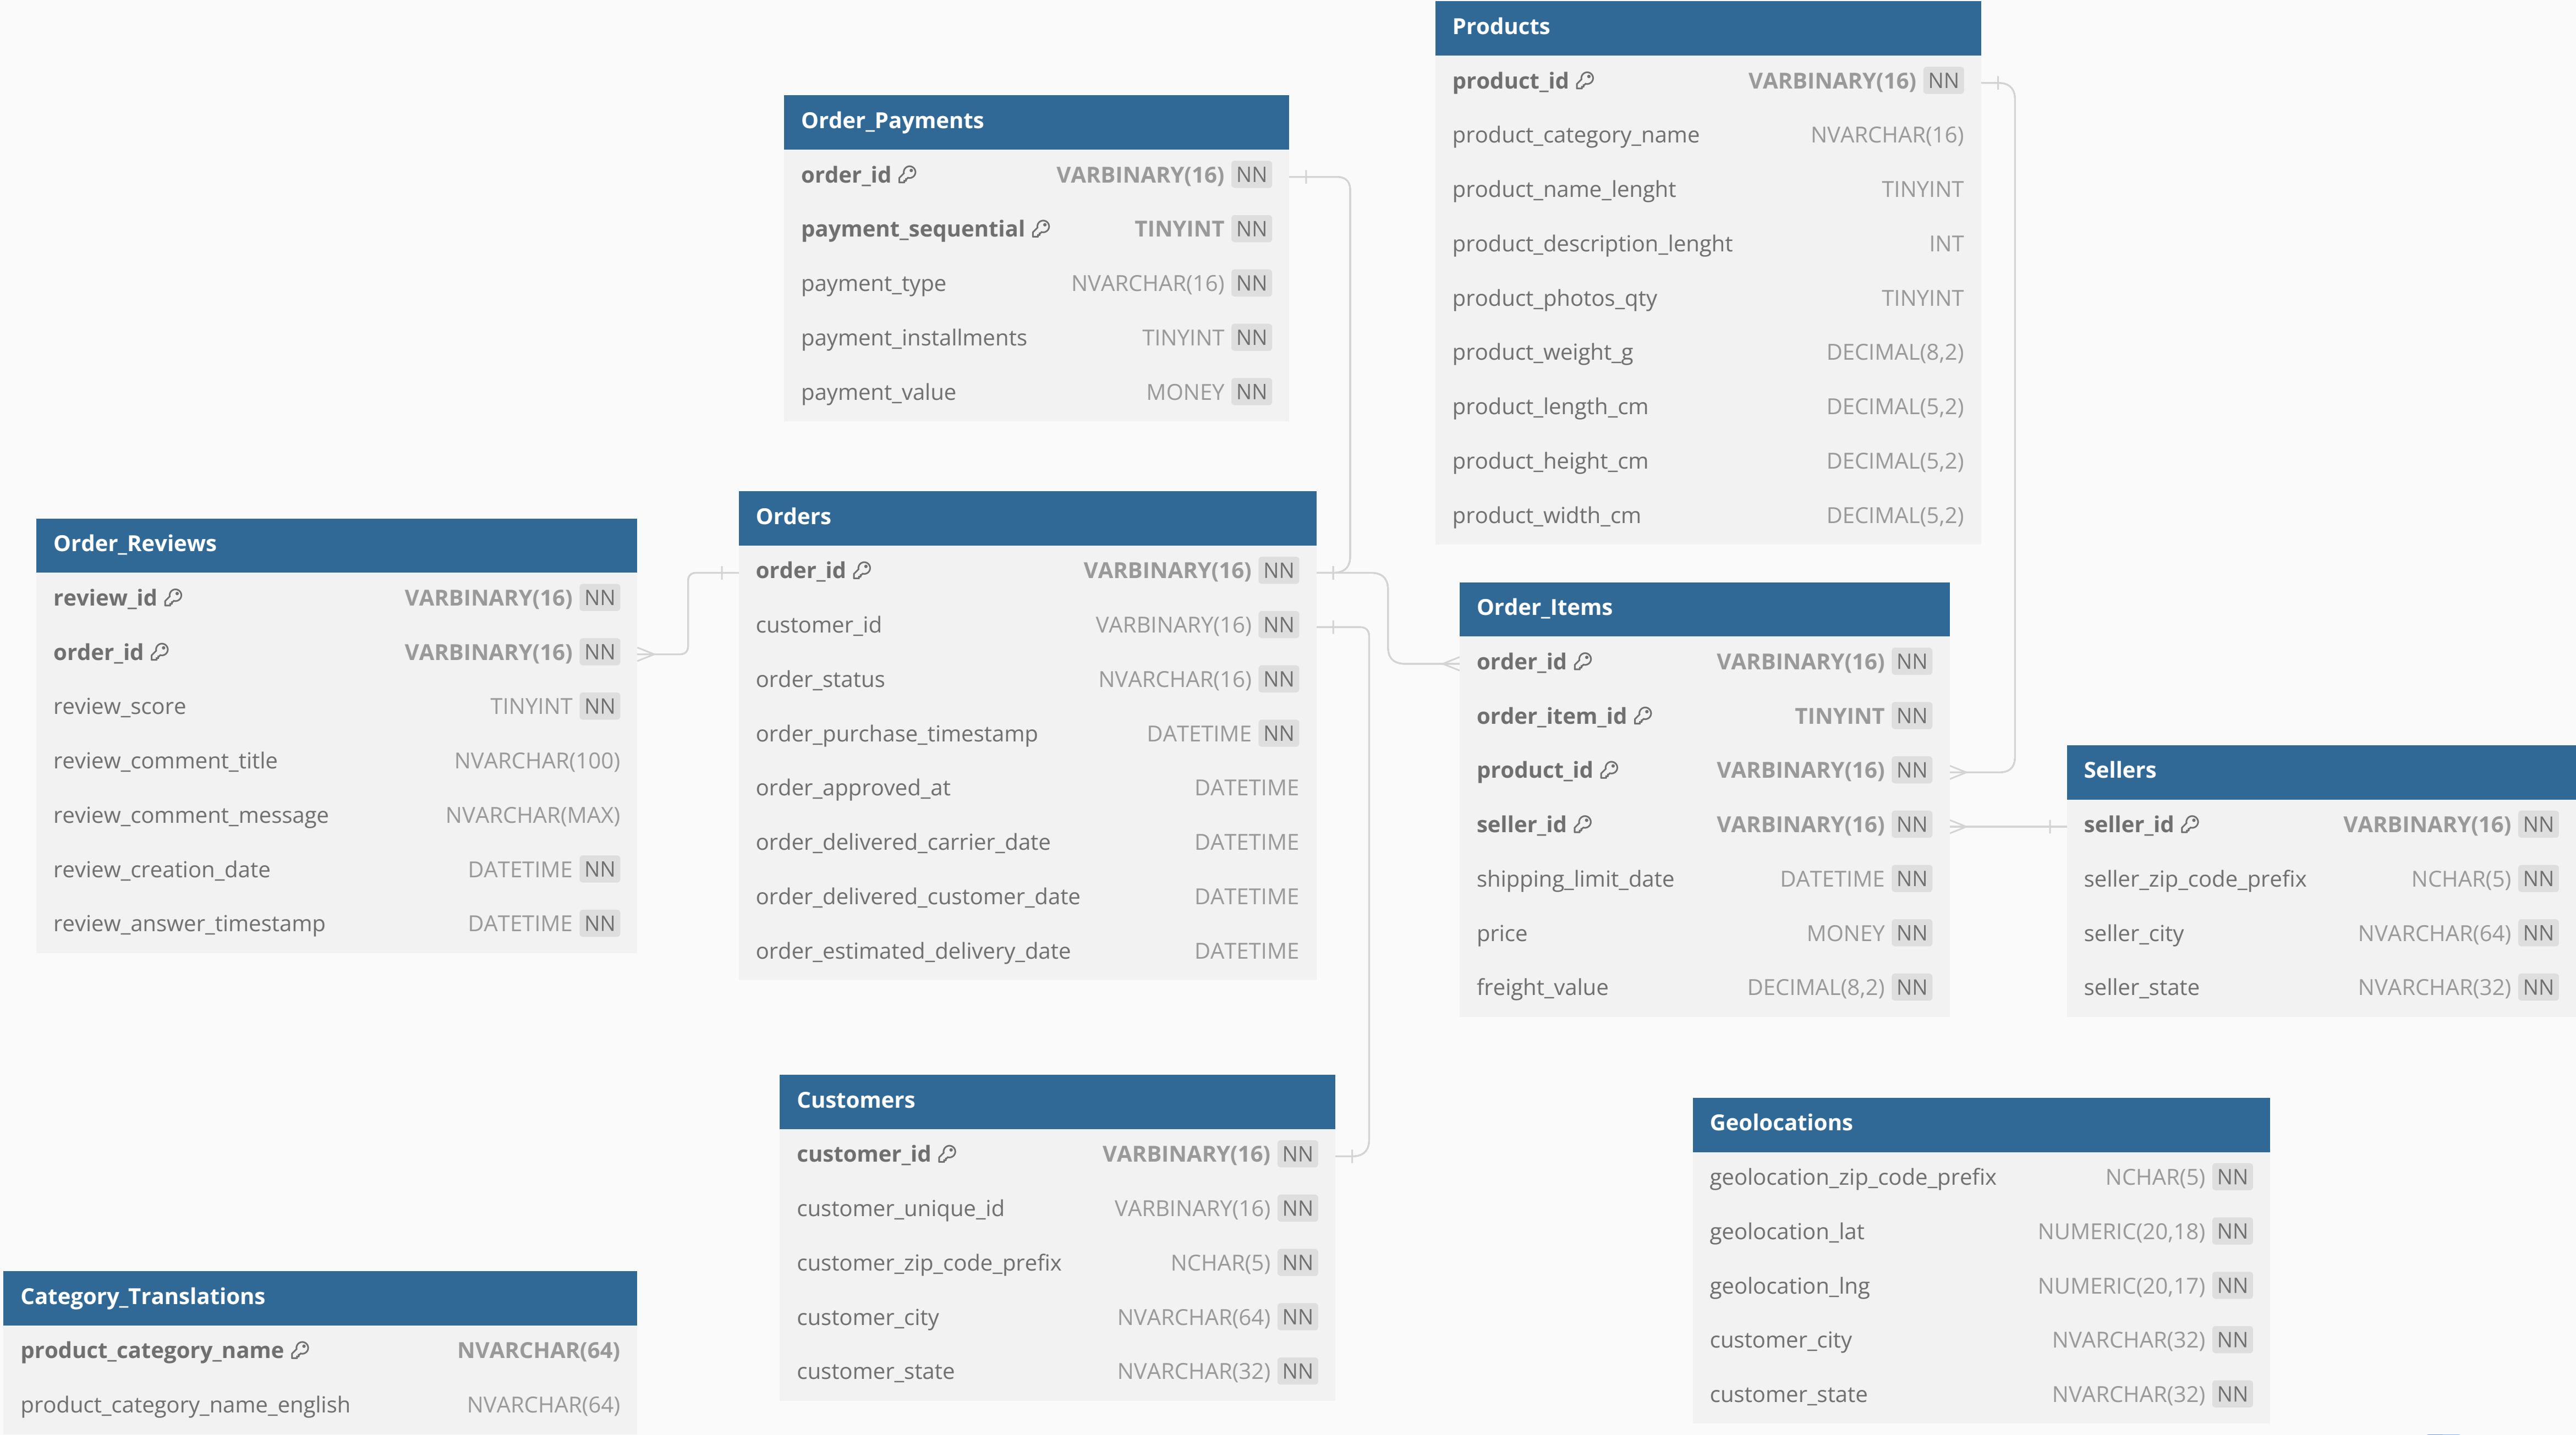 Products
product_id VARBINARY(16) NN
product_category_name NVARCHAR(16)
product_name_lenght TINYINT
product_description_lenght INT
product_photos_qty TINYINT
product_weight_g DECIMAL(8,2)
product_length_cm DECIMAL(5,2)
product_height_cm DECIMAL(5,2)
product_width_cm DECIMAL(5,2)
Order_Payments
order_id VARBINARY(16) NN
payment_sequential TINYINT NN
payment_type NVARCHAR(16) NN
payment_installments TINYINT NN
payment_value MONEY NN
Orders
order_id VARBINARY(16) NN
customer_id VARBINARY(16) NN
order_status NVARCHAR(16) NN
order_purchase_timestamp DATETIME NN
order_approved_at DATETIME
order_delivered_carrier_date DATETIME
order_delivered_customer_date DATETIME
order_estimated_delivery_date DATETIME
Order_Reviews
review_id VARBINARY(16) NN
order_id VARBINARY(16) NN
review_score TINYINT NN
review_comment_title NVARCHAR(100)
review_comment_message NVARCHAR(MAX)
review_creation_date DATETIME NN
review_answer_timestamp DATETIME NN
Order_Items
order_id VARBINARY(16) NN
order_item_id TINYINT NN
product_id VARBINARY(16) NN
seller_id VARBINARY(16) NN
shipping_limit_date DATETIME NN
price MONEY NN
freight_value DECIMAL(8,2) NN
Sellers
seller_id VARBINARY(16) NN
seller_zip_code_prefix NCHAR(5) NN
seller_city NVARCHAR(64) NN
seller_state NVARCHAR(32) NN
Customers
customer_id VARBINARY(16) NN
customer_unique_id VARBINARY(16) NN
customer_zip_code_prefix NCHAR(5) NN
customer_city NVARCHAR(64) NN
customer_state NVARCHAR(32) NN
Geolocations
geolocation_zip_code_prefix NCHAR(5) NN
geolocation_lat NUMERIC(20,18) NN
geolocation_lng NUMERIC(20,17) NN
customer_city NVARCHAR(32) NN
customer_state NVARCHAR(32) NN
Category_Translations
product_category_name NVARCHAR(64)
product_category_name_english NVARCHAR(64)